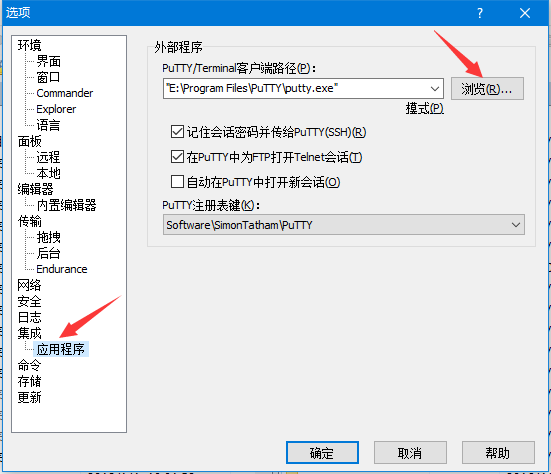 选项
环境
界面
窗口
Commander
Explorer
语言
面板
远程
本地
编辑器
内置编辑器
传输
拖拽
后台
Endurance
网络
安全
日志
集成
应用程序
命令
存储
更新
外部程序
PuTTY/Terminal客户端路径(P)：
"E:\Program Files\PuTTY\putty.exe"
浏览(R)...
模式(P)
记住会话密码并传给PuTTY(SSH)(R)
在PuTTY中为FTP打开Telnet会话(T)
自动在PuTTY中打开新会话(O)
PuTTY注册表键(K)：
Software\SimonTatham\PuTTY
确定
取消
帮助